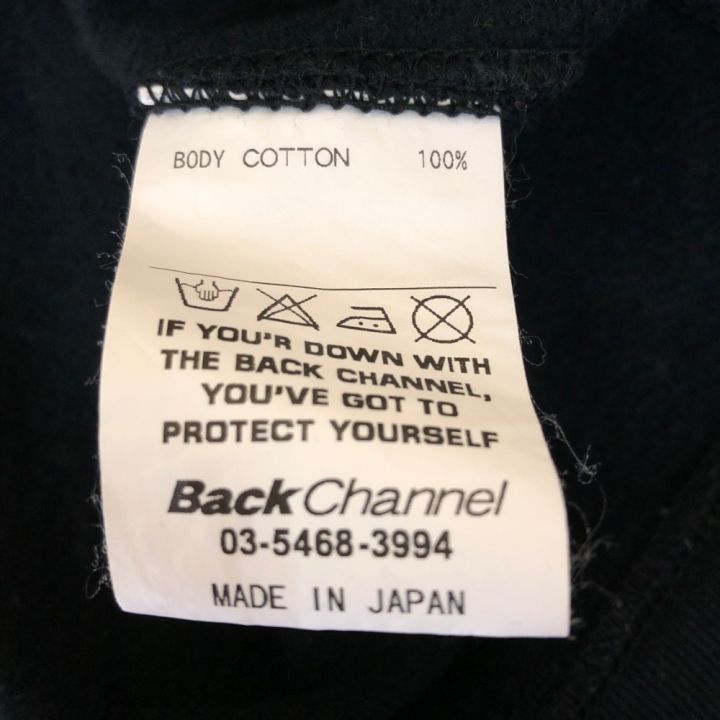 BODY COTTON 100%
IF YOU'R DOWN WITH
THE BACK CHANNEL,
YOU'VE GOT TO
PROTECT YOURSELF
BackChannel
03-5468-3994
MADE IN JAPAN